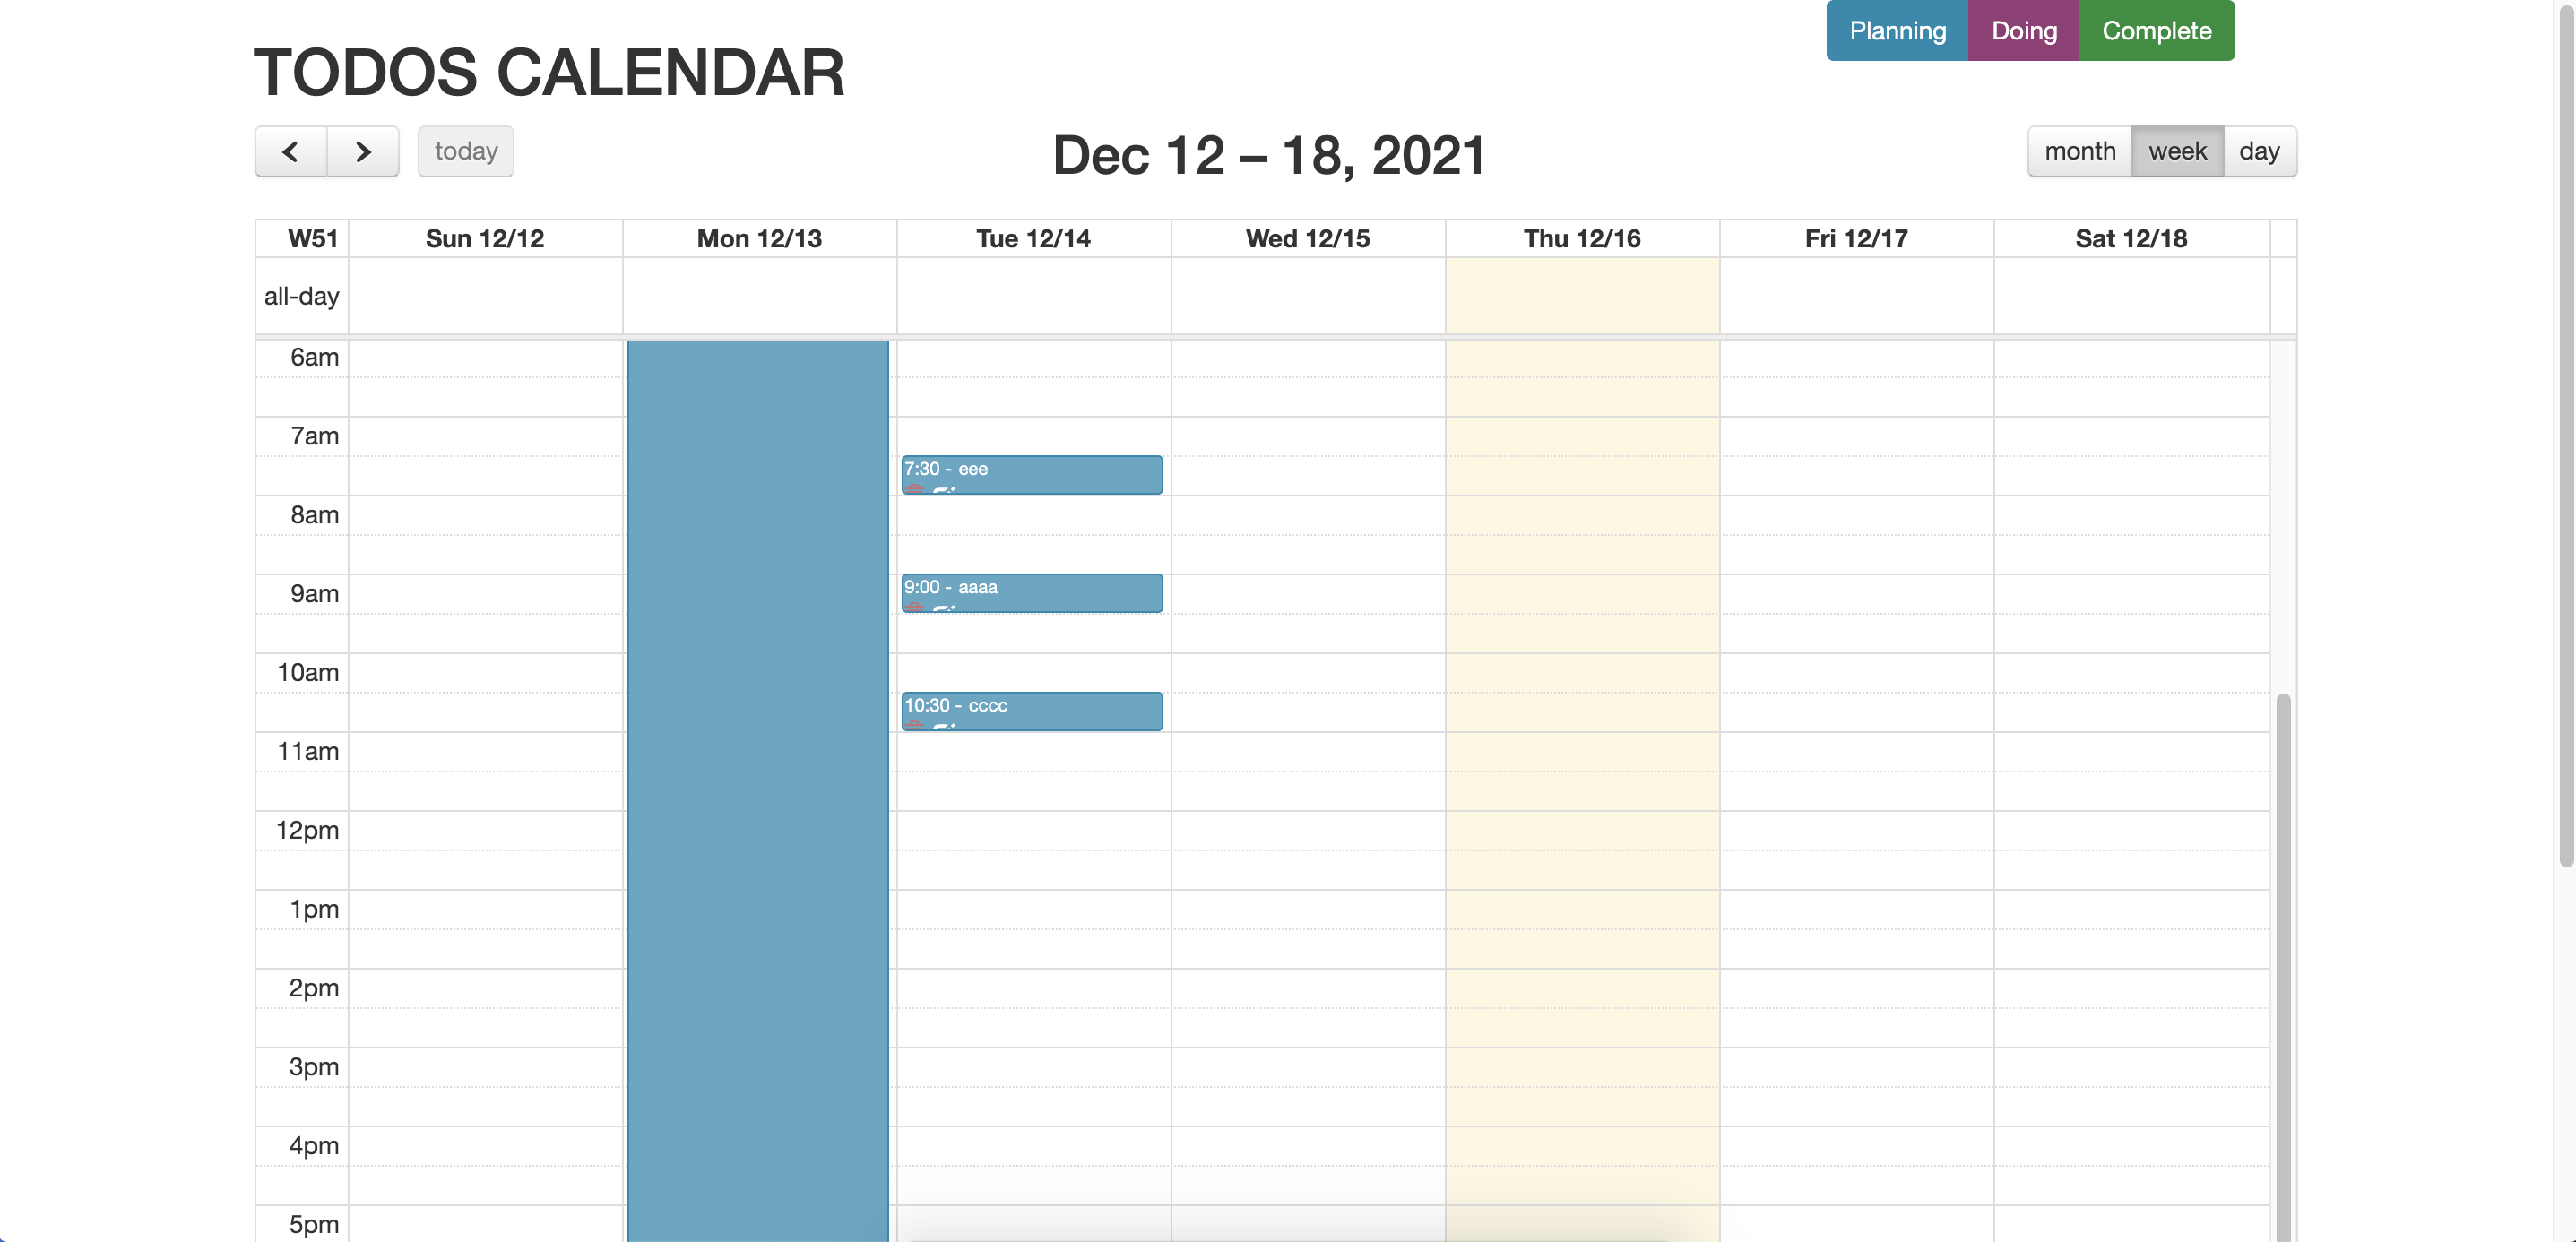 Planning Doing Complete
TODOS CALENDAR
today
Dec 12 – 18, 2021
month week day
W51 Sun 12/12 Mon 12/13 Tue 12/14 Wed 12/15 Thu 12/16 Fri 12/17 Sat 12/18
all-day
6am
7am
7:30 - eee
8am
9am
9:00 - aaaa
10am
10:30 - cccc
11am
12pm
1pm
2pm
3pm
4pm
5pm